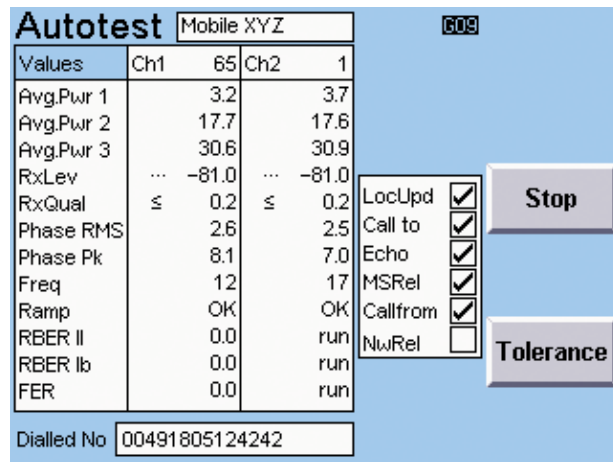 Autotest Mobile XYZ G09
Values Ch1 65 Ch2 1
Avg.Pwr 1 3.2 3.7
Avg.Pwr 2 17.7 17.6
Avg.Pwr 3 30.6 30.9
RxLev ... −81.0 ... −81.0
RxQual ≤ 0.2 ≤ 0.2
Phase RMS 2.6 2.5
Phase Pk 8.1 7.0
Freq 12 17
Ramp OK OK
RBER II 0.0 run
RBER Ib 0.0 run
FER 0.0 run
LocUpd
Call to
Echo
MSRel
Callfrom
NwRel
Stop
Tolerance
Dialled No 00491805124242